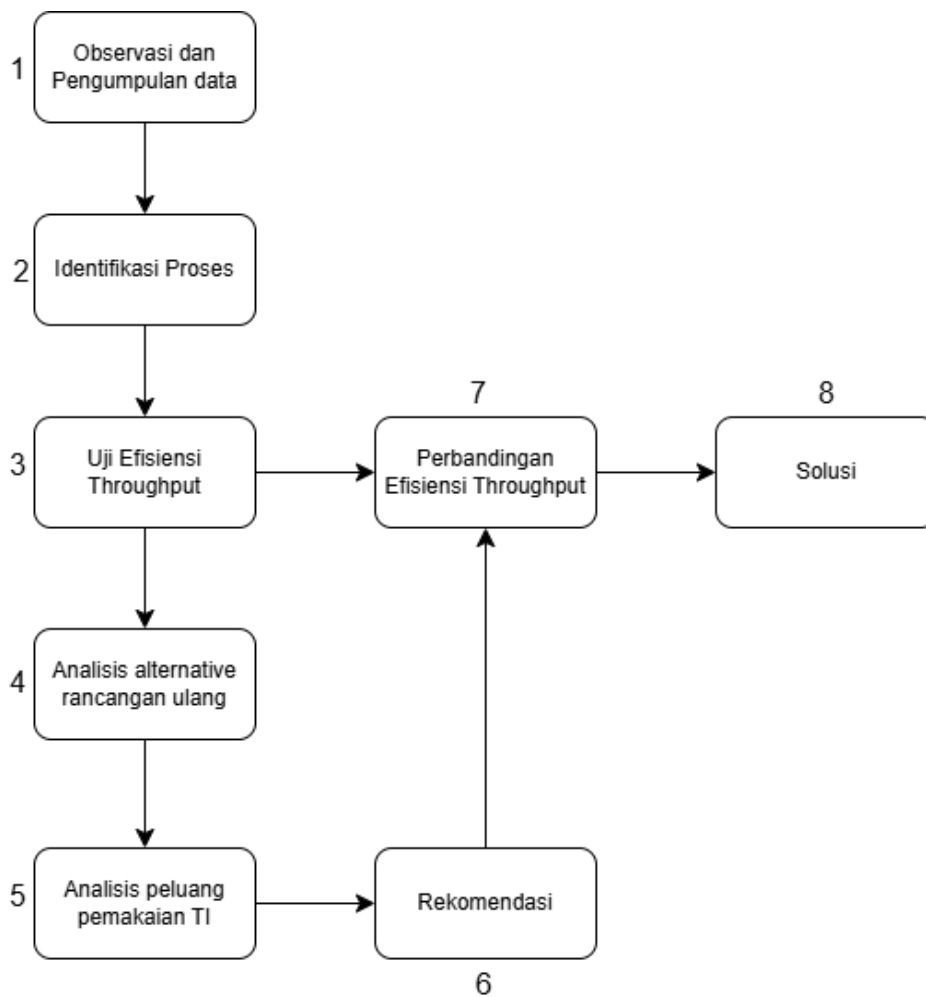 1
Observasi dan
Pengumpulan data
2
Identifikasi Proses
3
Uji Efisiensi
Throughput
7
Perbandingan
Efisiensi Throughput
8
Solusi
4
Analisis alternative
rancangan ulang
5
Analisis peluang
pemakaian TI
Rekomendasi
6